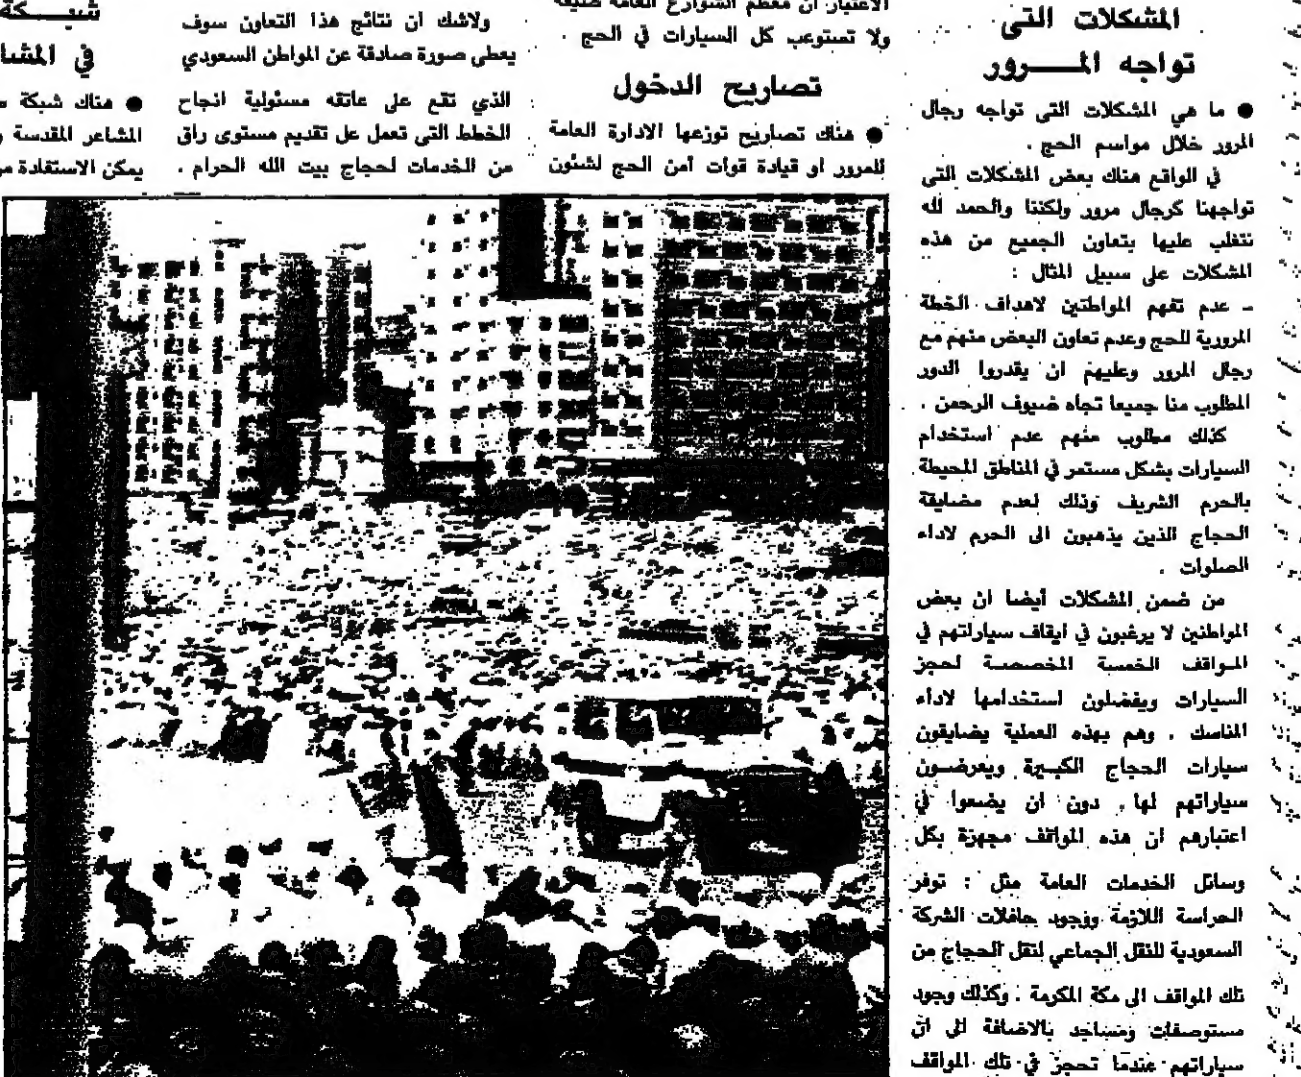 المشكلات التى
تواجه المـــرور
● ما هي المشكلات التى تواجه رجال
المرور خلال مواسم الحج .
في الواقع هناك بعض المشكلات التى
تواجهنا كرجال مرور ولكننا والحمد لله
نتغلب عليها بتعاون الجميع من هذه
المشكلات على سبيل المثال :
ـ عدم تفهم المواطنين لاهداف الخطة
المرورية للحج وعدم تعاون البعض منهم مع
رجال المرور وعليهم ان يقدروا الدور
المطلوب منا جميعا تجاه ضيوف الرحمن .
كذلك مطلوب منهم عدم استخدام
السيارات بشكل مستمر في المناطق المحيطة
بالحرم الشريف وذلك لعدم مضايقة
الحجاج الذين يذهبون الى الحرم لاداء
الصلوات .
من ضمن المشكلات أيضا ان بعض
المواطنين لا يرغبون في ايقاف سياراتهم في
المواقف الخمسة المخصصة لحجز
السيارات ويفضلون استخدامها لاداء
المناسك . وهم بهذه العملية يضايقون
سيارات الحجاج الكبيرة ويعرضون
سياراتهم لها . دون ان يضعوا في
اعتبارهم ان هذه المواقف مجهزة بكل
وسائل الخدمات العامة مثل : توفر
الحراسة اللازمة ووجود حافلات الشركة
السعودية للنقل الجماعي لنقل الحجاج من
تلك المواقف الى مكة المكرمة . وكذلك وجود
مستوصفات ومساجد بالاضافة الى ان
سياراتهم عندما تحجز في تلك المواقف
الاعتبار ان معظم الشوارع العامة ضيقة
ولا تستوعب كل السيارات في الحج .
تصاريح الدخول
● هناك تصاريح توزعها الادارة العامة
للمرور او قيادة قوات أمن الحج لشئون
ولاشك ان نتائج هذا التعاون سوف
يعطى صورة صادقة عن المواطن السعودي
الذي تقع على عاتقه مسئولية انجاح
الخطط التى تعمل عل تقديم مستوى راق
من الخدمات لحجاج بيت الله الحرام .
شبـــكة
في
● هناك شبكة
المشاعر المقدسة
يمكن الاستفادة